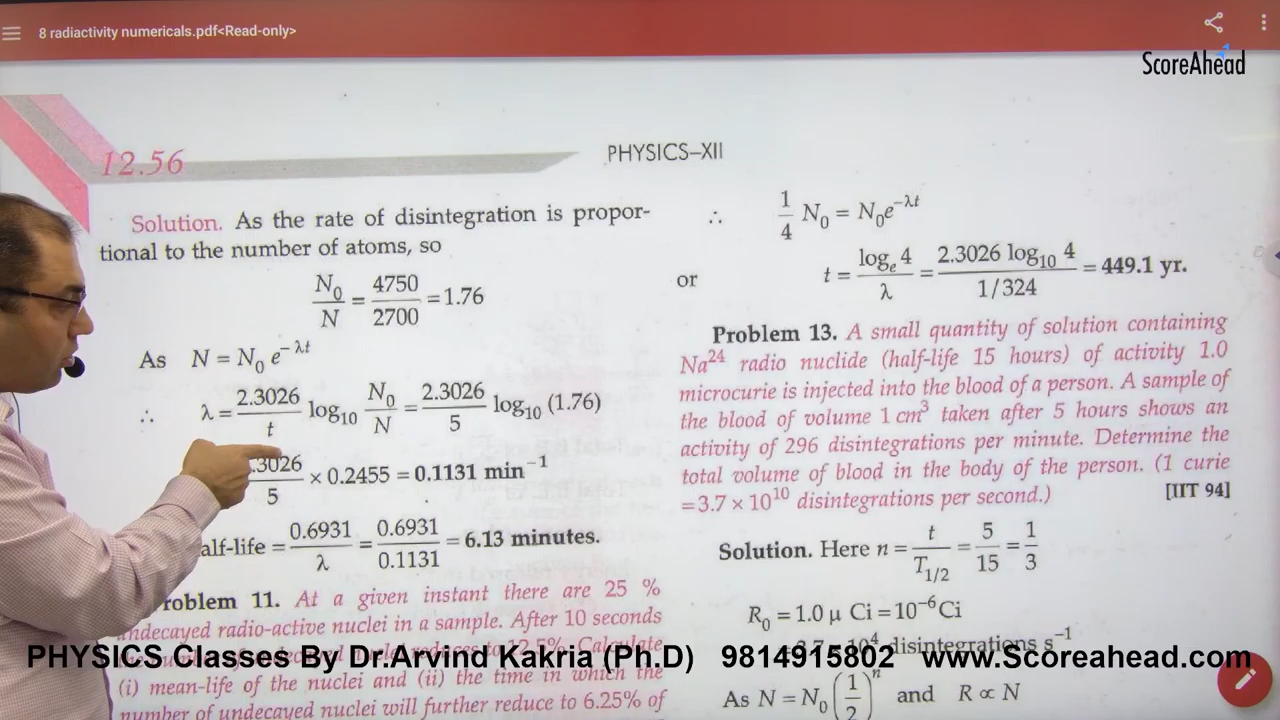 8 radiactivity numericals.pdf<Read-only>
ScoreAhead
12.56
PHYSICS–XII
Solution. As the rate of disintegration is propor-
tional to the number of atoms, so
N₀/N = 4750/2700 = 1.76
As N = N₀ e^(−λt)
∴ λ = 2.3026/t log₁₀ N₀/N = 2.3026/5 log₁₀ (1.76)
.3026/5 × 0.2455 = 0.1131 min⁻¹
alf-life = 0.6931/λ = 0.6931/0.1131 = 6.13 minutes.
roblem 11. At a given instant there are 25 %
undecayed radio-active nuclei in a sample. After 10 seconds
reduces to 12.5%. Calculate
(i) mean-life of the nuclei and (ii) the time in which the
number of undecayed nuclei will further reduce to 6.25% of
∴ 1/4 N₀ = N₀e^(−λt)
or t = logₑ 4/λ = 2.3026 log₁₀ 4/(1/324) = 449.1 yr.
Problem 13. A small quantity of solution containing
Na²⁴ radio nuclide (half-life 15 hours) of activity 1.0
microcurie is injected into the blood of a person. A sample of
the blood of volume 1 cm³ taken after 5 hours shows an
activity of 296 disintegrations per minute. Determine the
total volume of blood in the body of the person. (1 curie
= 3.7 × 10¹⁰ disintegrations per second.) [IIT 94]
Solution. Here n = t/T₁/₂ = 5/15 = 1/3
R₀ = 1.0 μ Ci = 10⁻⁶ Ci
= 3.7 × 10⁴ disintegrations s⁻¹
As N = N₀ (1/2)ⁿ and R ∝ N
PHYSICS Classes By Dr.Arvind Kakria (Ph.D) 9814915802 www.Scoreahead.com